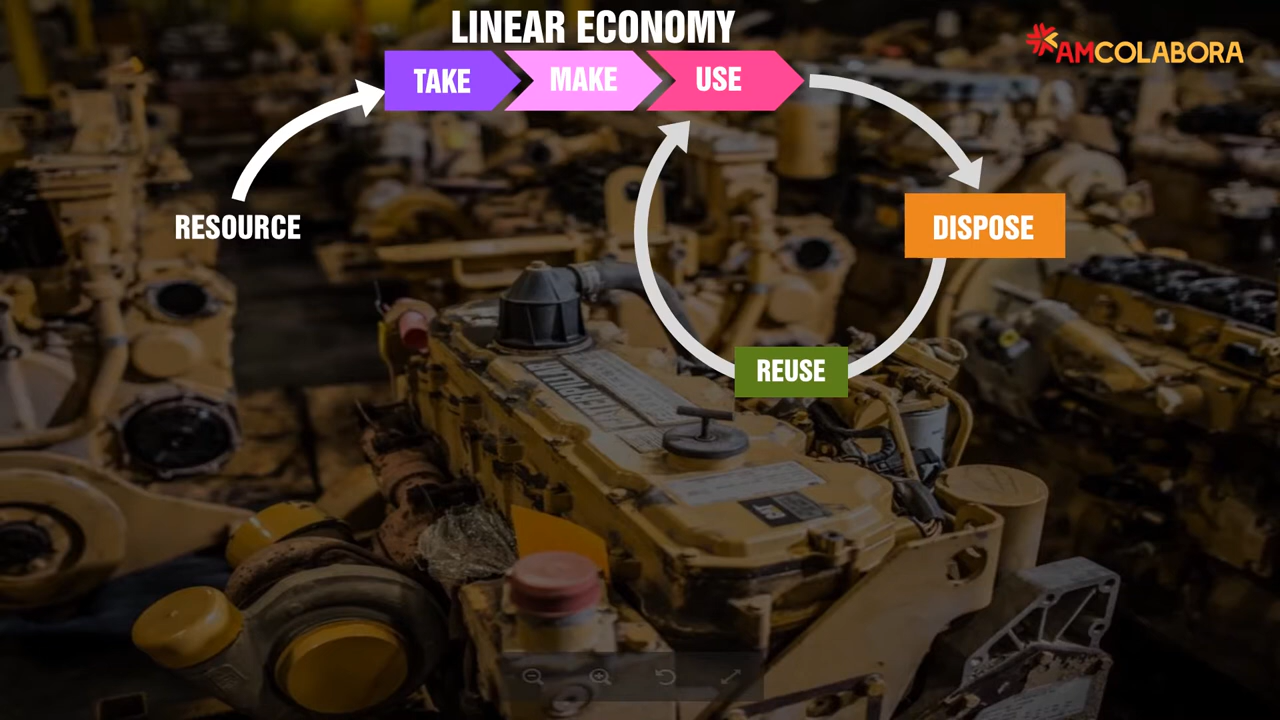 LINEAR ECONOMY
AMCOLABORA
TAKE
MAKE
USE
RESOURCE
DISPOSE
REUSE